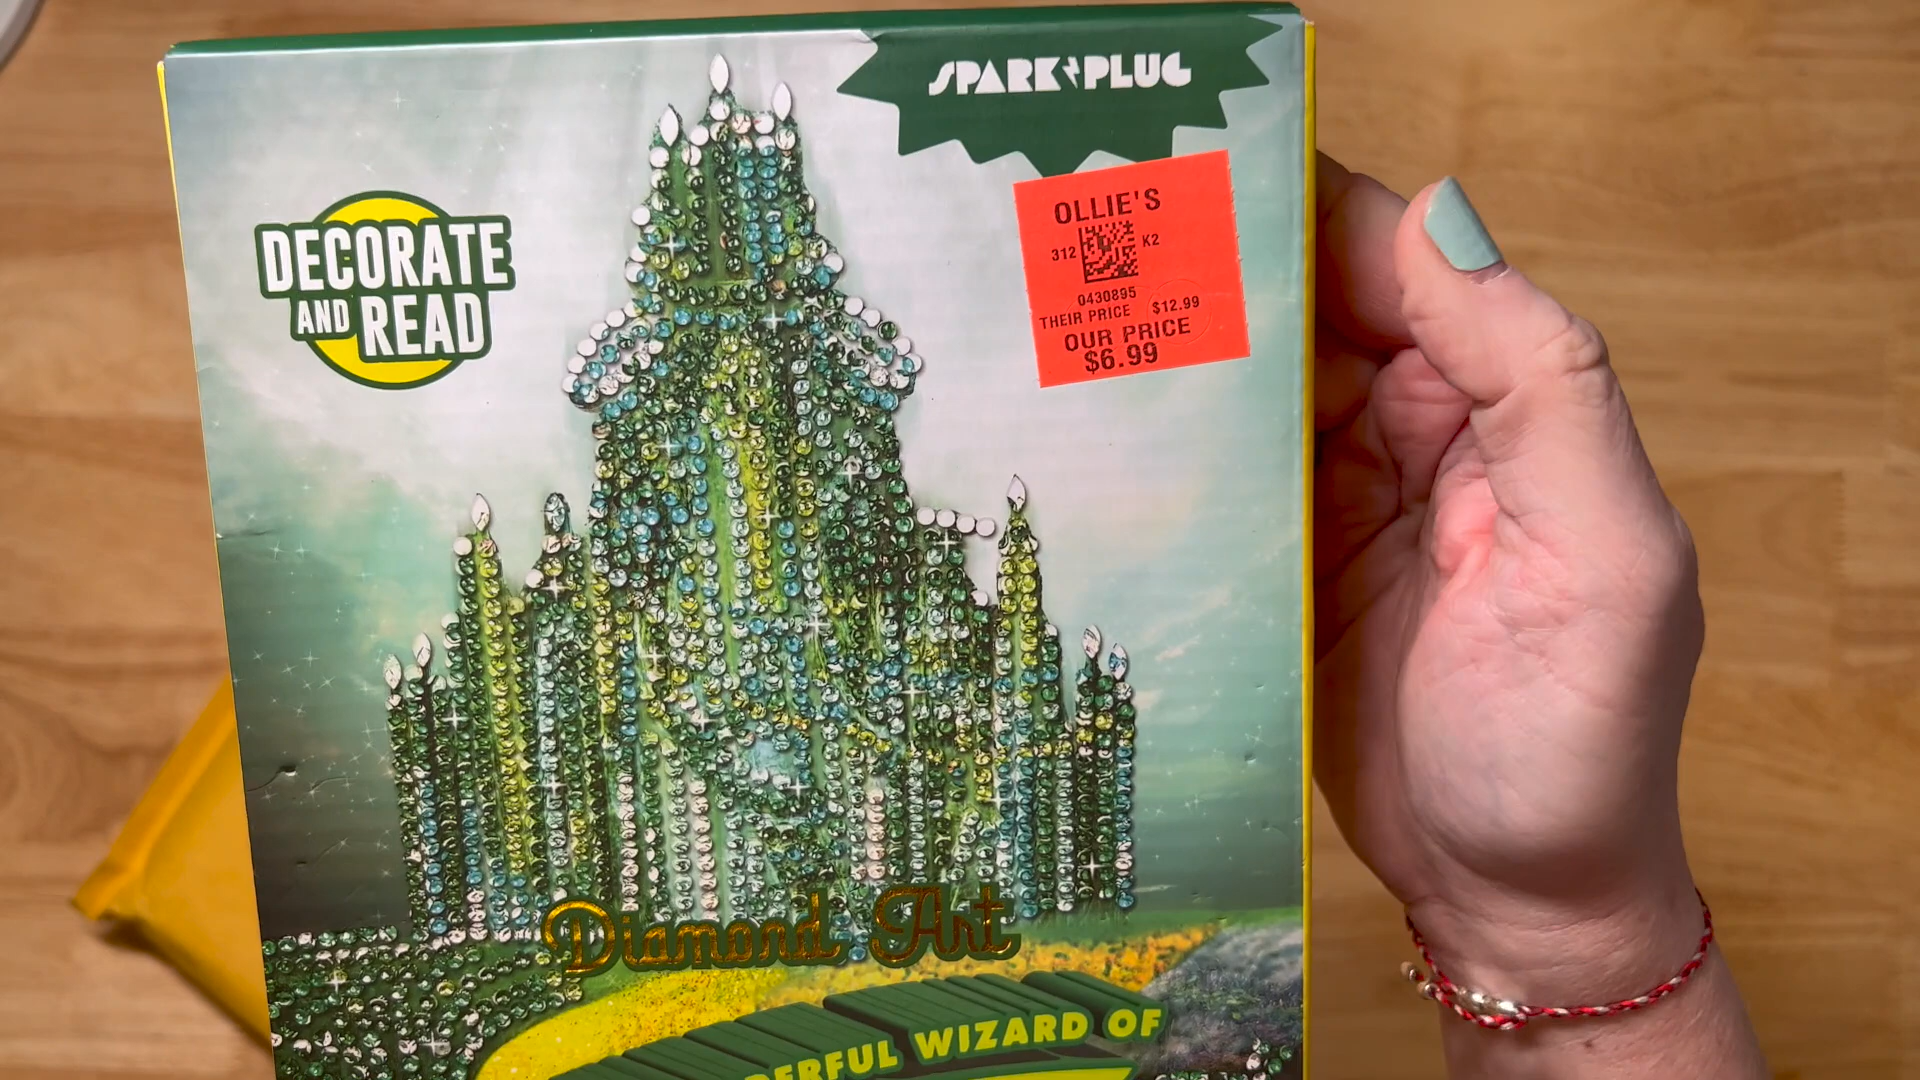 SPARK PLUG
DECORATE
AND READ
OLLIE'S
312 K2
0430895
THEIR PRICE $12.99
OUR PRICE
$6.99
Diamond Art
WIZARD OF